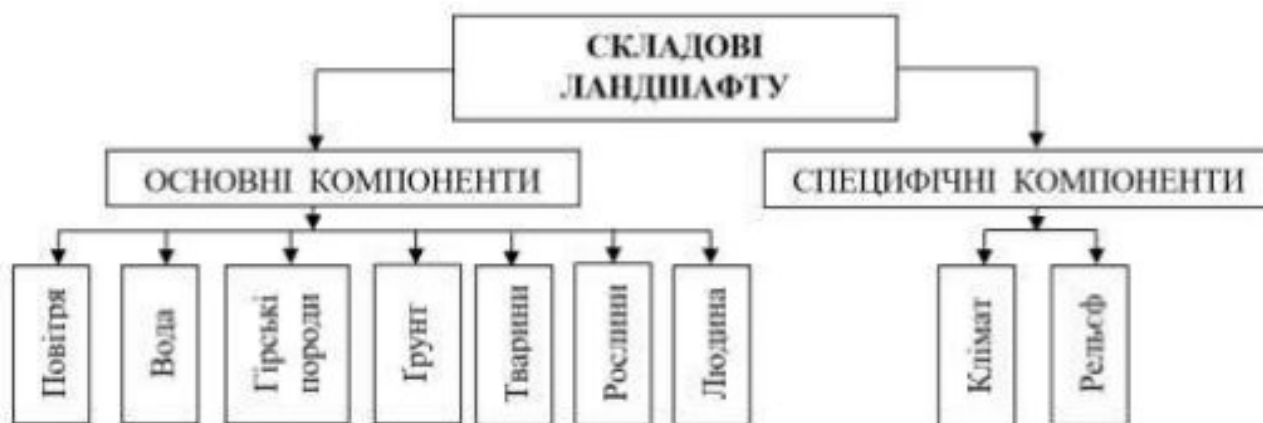 СКЛАДОВІ
ЛАНДШАФТУ
ОСНОВНІ КОМПОНЕНТИ
СПЕЦИФІЧНІ КОМПОНЕНТИ
Повітря
Вода
Гірські
породи
Ґрунт
Тварини
Рослини
Людина
Клімат
Рельєф